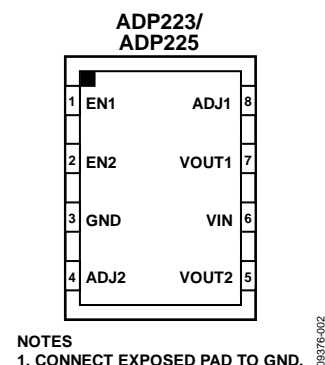 ADP223/
ADP225
1 EN1 ADJ1 8
2 EN2 VOUT1 7
3 GND VIN 6
4 ADJ2 VOUT2 5
NOTES
1. CONNECT EXPOSED PAD TO GND.
09376-002